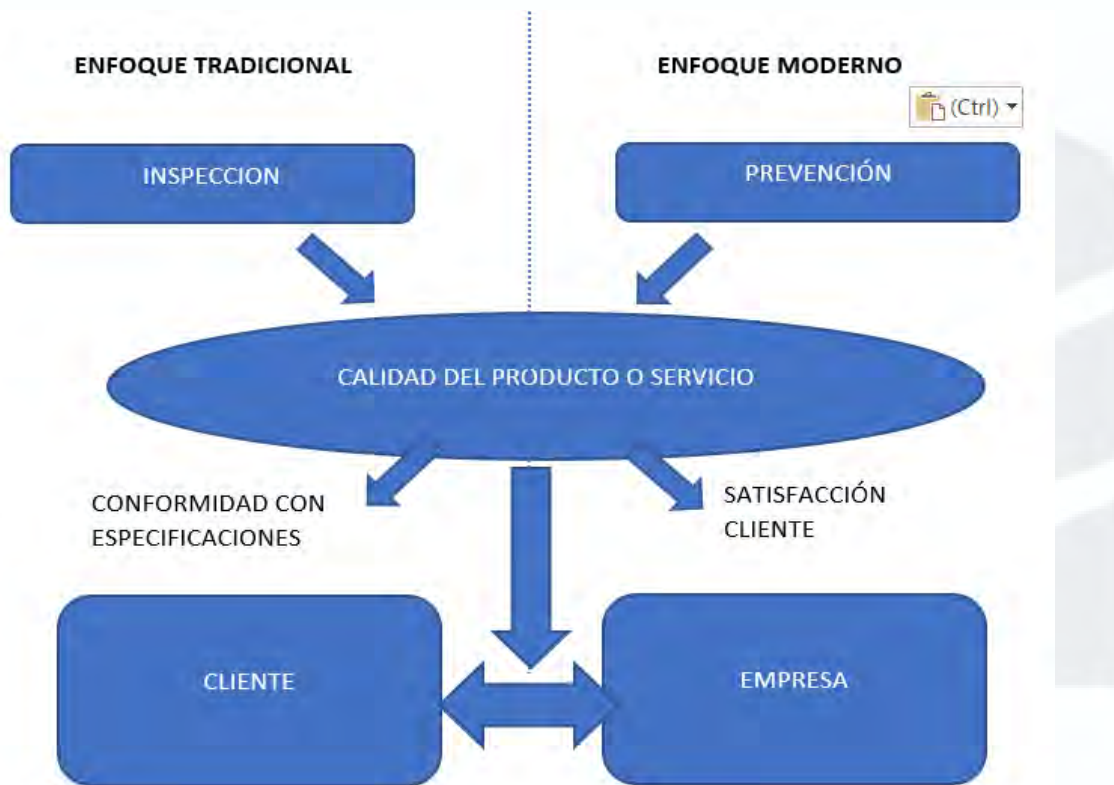 ENFOQUE TRADICIONAL
ENFOQUE MODERNO
(Ctrl)
INSPECCION
PREVENCIÓN
CALIDAD DEL PRODUCTO O SERVICIO
CONFORMIDAD CON
ESPECIFICACIONES
SATISFACCIÓN
CLIENTE
CLIENTE
EMPRESA